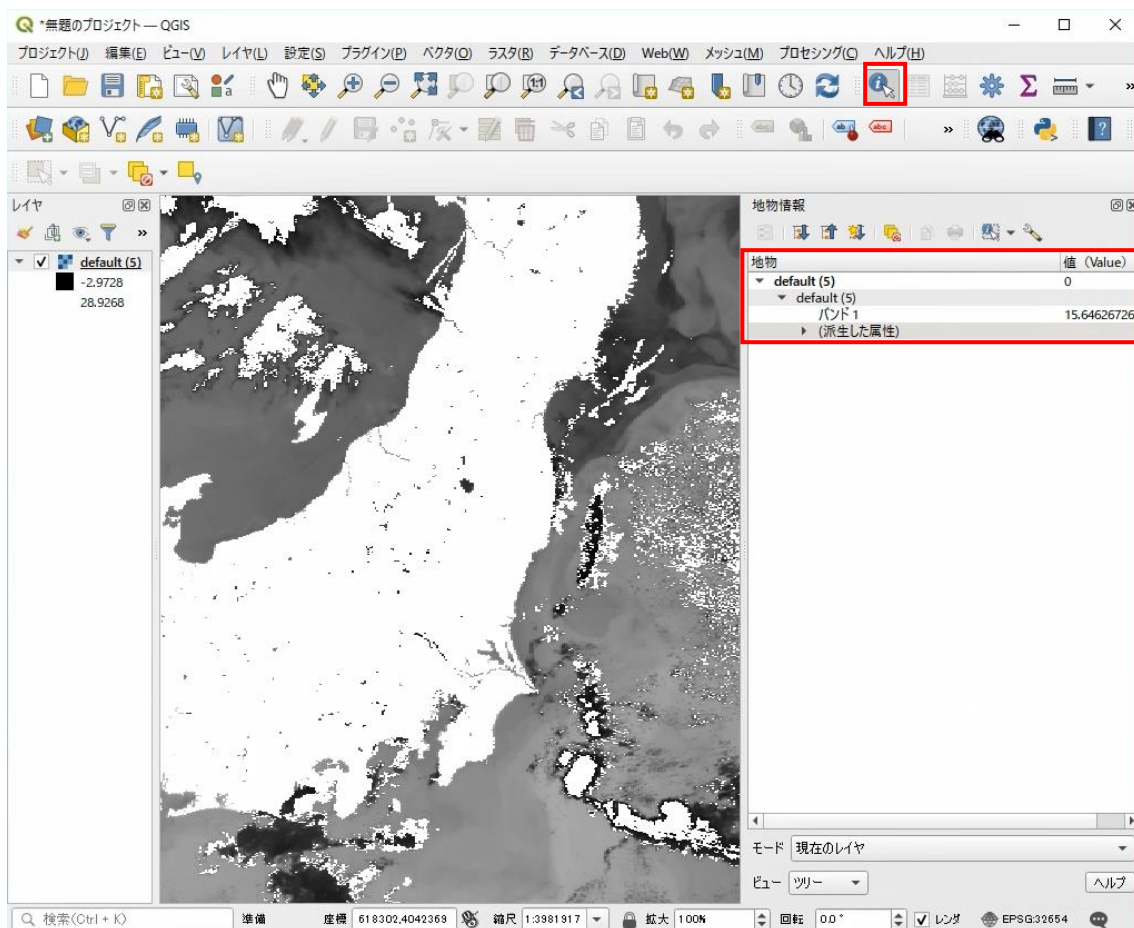 *無題のプロジェクト — QGIS
プロジェクト(J) 編集(E) ビュー(V) レイヤ(L) 設定(S) プラグイン(P) ベクタ(O) ラスタ(R) データベース(D) Web(W) メッシュ(M) プロセシング(C) ヘルプ(H)
レイヤ
default (5)
-2.9728
28.9268
地物情報
地物 値 (Value)
default (5) 0
default (5)
バンド 1 15.64626726
(派生した属性)
モード 現在のレイヤ
ビュー ツリー ヘルプ
検索(Ctrl + K) 準備 座標 618302,4042369 縮尺 1:3981917 拡大 100% 回転 0.0 ° レンダ EPSG:32654